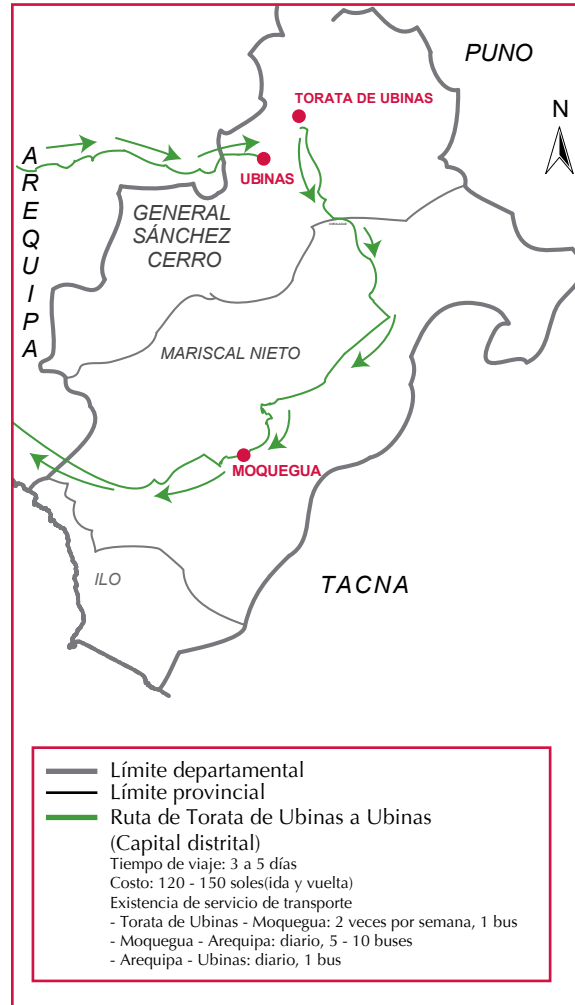 PUNO
TORATA DE UBINAS
N
AREQUIPA
UBINAS
GENERAL
SÁNCHEZ
CERRO
MARISCAL NIETO
MOQUEGUA
ILO
TACNA
Límite departamental
Límite provincial
Ruta de Torata de Ubinas a Ubinas
(Capital distrital)
Tiempo de viaje: 3 a 5 días
Costo: 120 - 150 soles(ida y vuelta)
Existencia de servicio de transporte
- Torata de Ubinas - Moquegua: 2 veces por semana, 1 bus
- Moquegua - Arequipa: diario, 5 - 10 buses
- Arequipa - Ubinas: diario, 1 bus